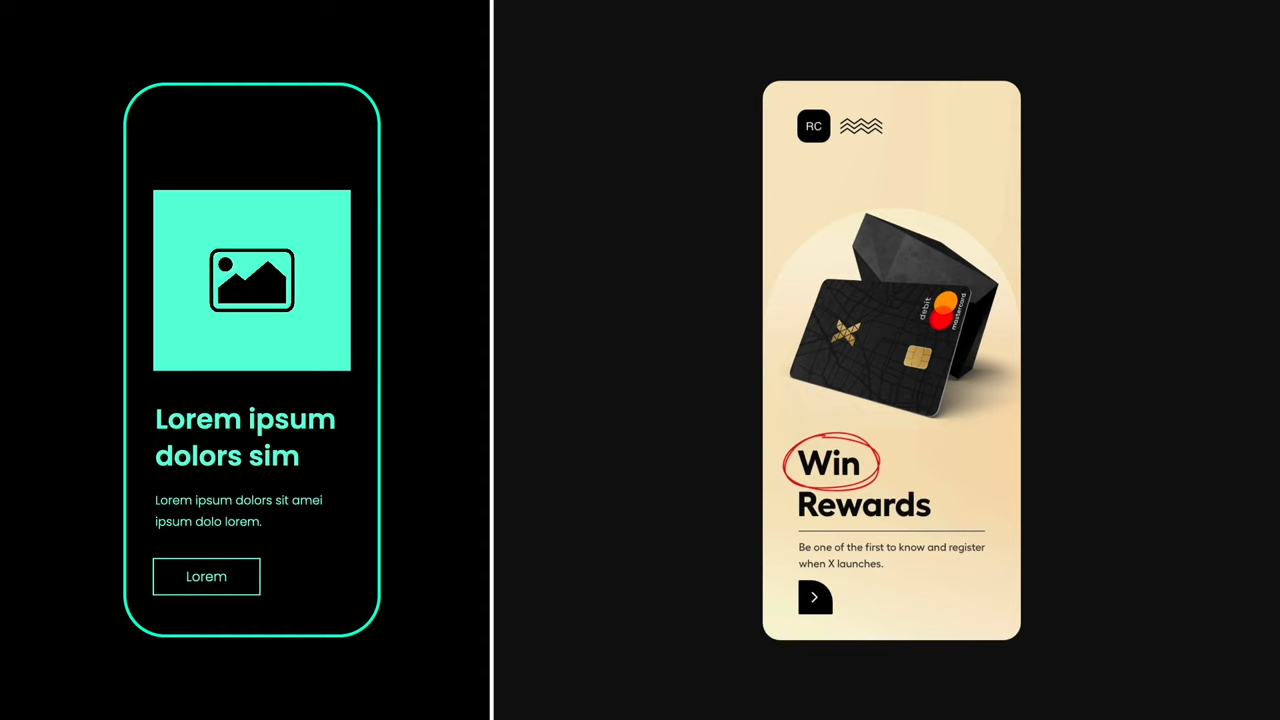 Lorem ipsum
dolors sim
Lorem ipsum dolors sit amei
ipsum dolo lorem.
Lorem
RC
debit
mastercard
Win
Rewards
Be one of the first to know and register
when X launches.